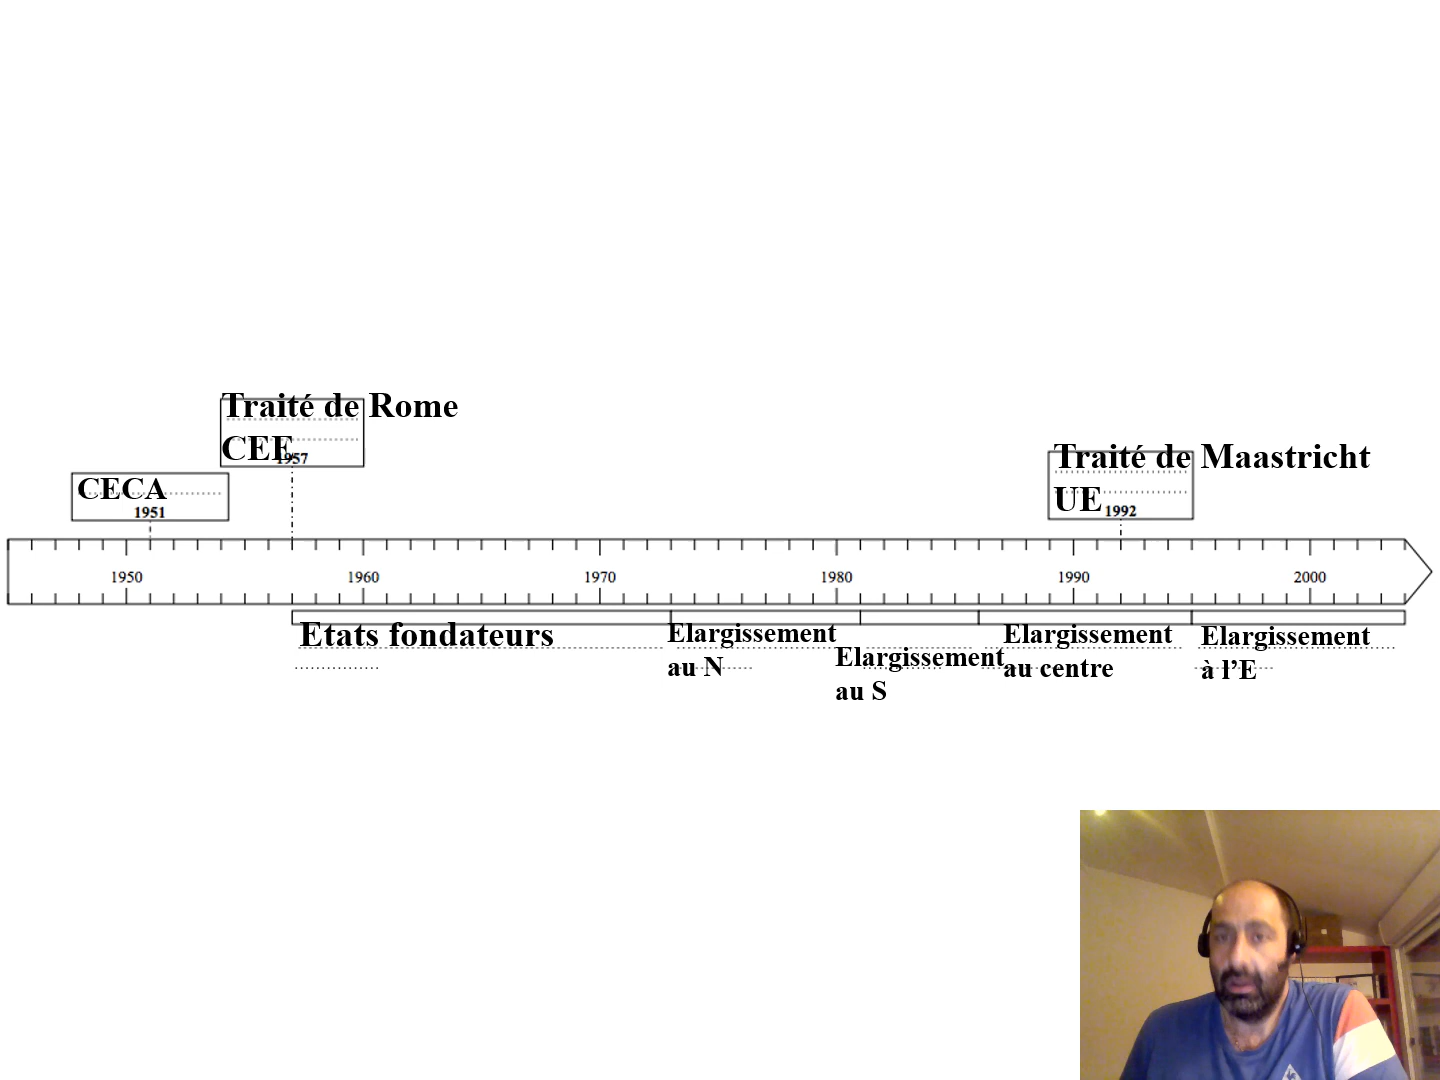 Traité de Rome
CEE
1957
CECA
1951
Traité de Maastricht
UE
1992
1950
1960
1970
1980
1990
2000
Etats fondateurs
Elargissement
au N
Elargissement
au S
Elargissement
au centre
Elargissement
à l’E